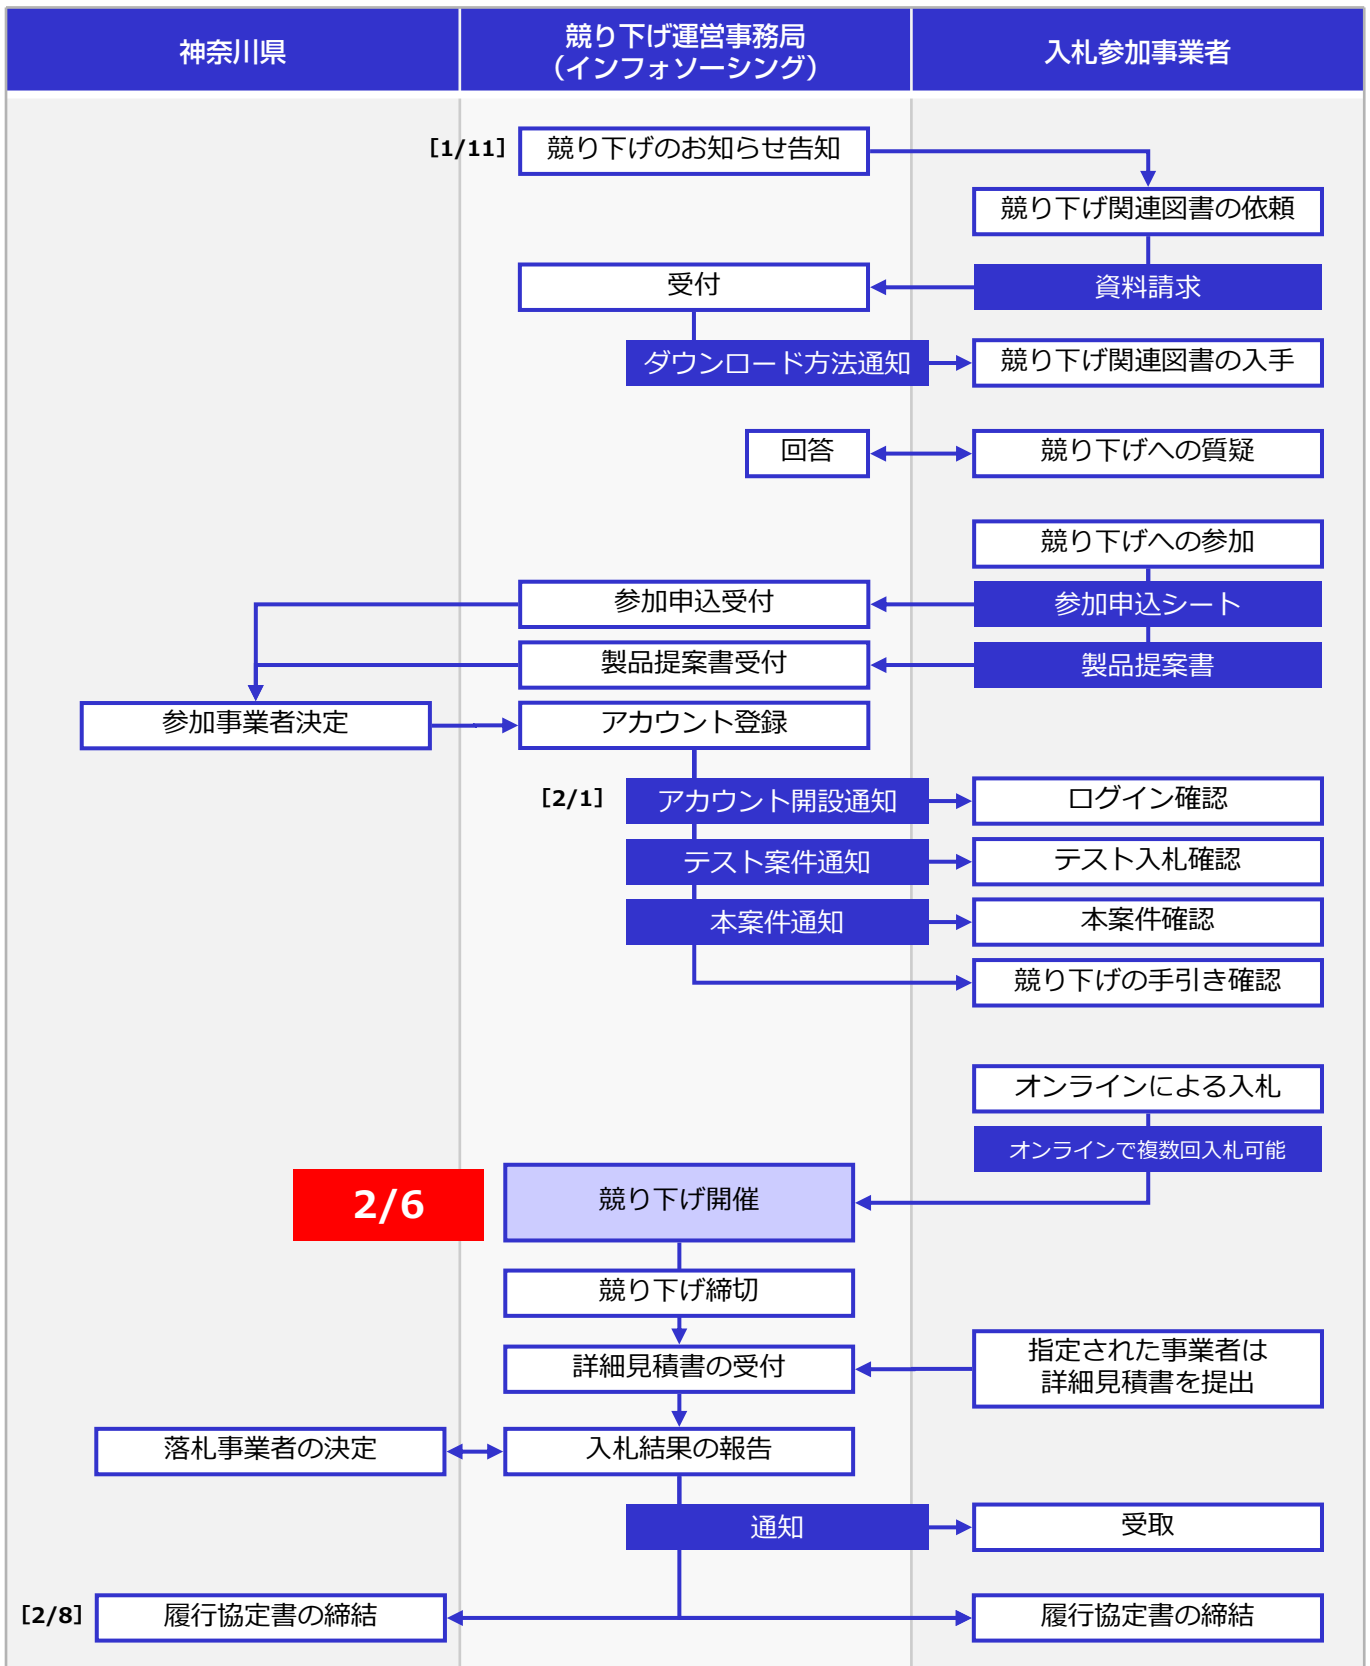 神奈川県
競り下げ運営事務局
（インフォソーシング）
入札参加事業者
[1/11]
競り下げのお知らせ告知
競り下げ関連図書の依頼
受付
資料請求
ダウンロード方法通知
競り下げ関連図書の入手
回答
競り下げへの質疑
競り下げへの参加
参加申込受付
参加申込シート
製品提案書受付
製品提案書
参加事業者決定
アカウント登録
[2/1]
アカウント開設通知
ログイン確認
テスト案件通知
テスト入札確認
本案件通知
本案件確認
競り下げの手引き確認
オンラインによる入札
オンラインで複数回入札可能
2/6
競り下げ開催
競り下げ締切
詳細見積書の受付
指定された事業者は
詳細見積書を提出
落札事業者の決定
入札結果の報告
通知
受取
[2/8]
履行協定書の締結
履行協定書の締結